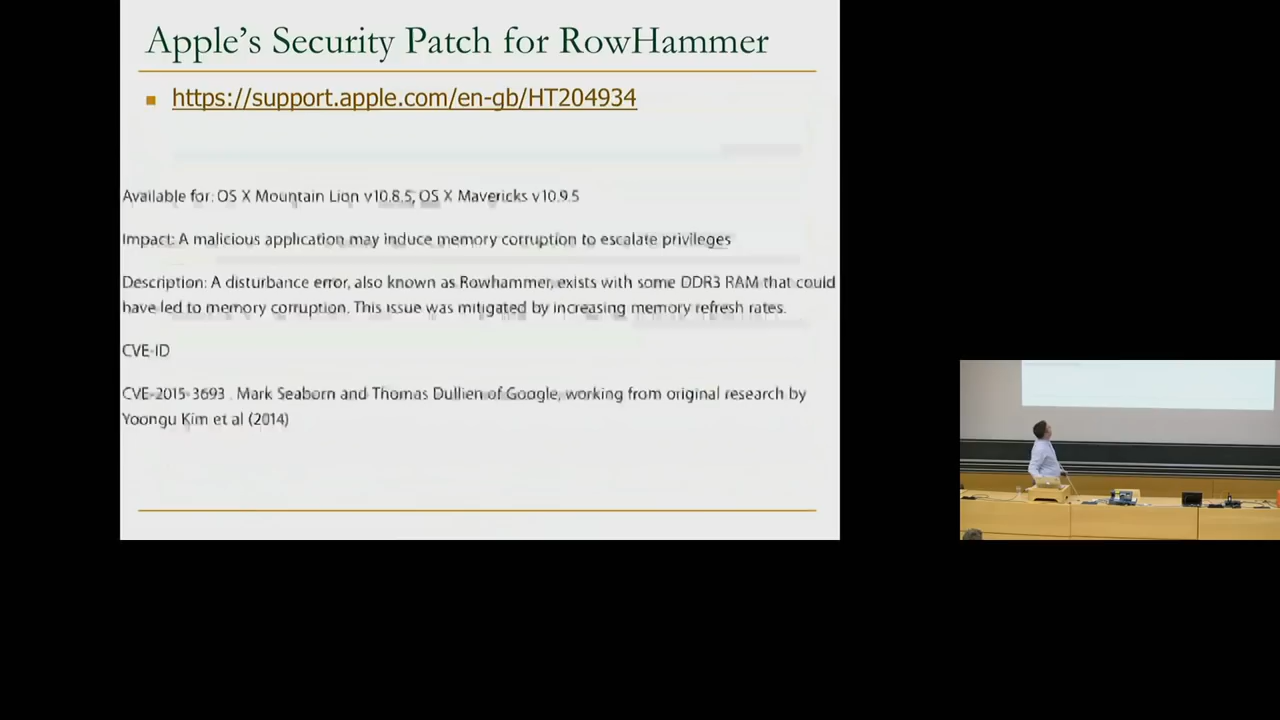 Apple's Security Patch for RowHammer
https://support.apple.com/en-gb/HT204934
Available for: OS X Mountain Lion v10.8.5, OS X Mavericks v10.9.5
Impact: A malicious application may induce memory corruption to escalate privileges
Description: A disturbance error, also known as Rowhammer, exists with some DDR3 RAM that could
have led to memory corruption. This issue was mitigated by increasing memory refresh rates.
CVE-ID
CVE-2015-3693 : Mark Seaborn and Thomas Dullien of Google, working from original research by
Yoongu Kim et al (2014)